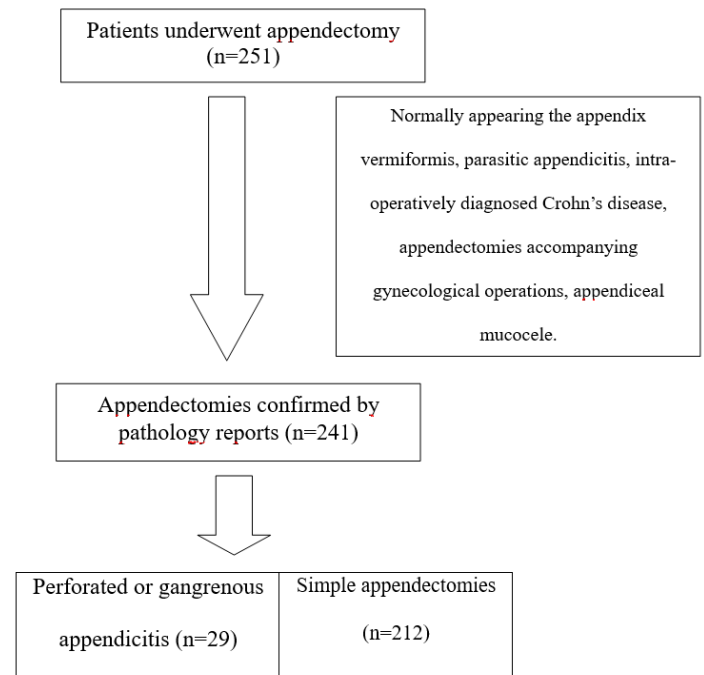 Patients underwent appendectomy
(n=251)
Normally appearing the appendix
vermiformis, parasitic appendicitis, intra-
operatively diagnosed Crohn’s disease,
appendectomies accompanying
gynecological operations, appendiceal
mucocele.
Appendectomies confirmed by
pathology reports (n=241)
Perforated or gangrenous
appendicitis (n=29)
Simple appendectomies
(n=212)